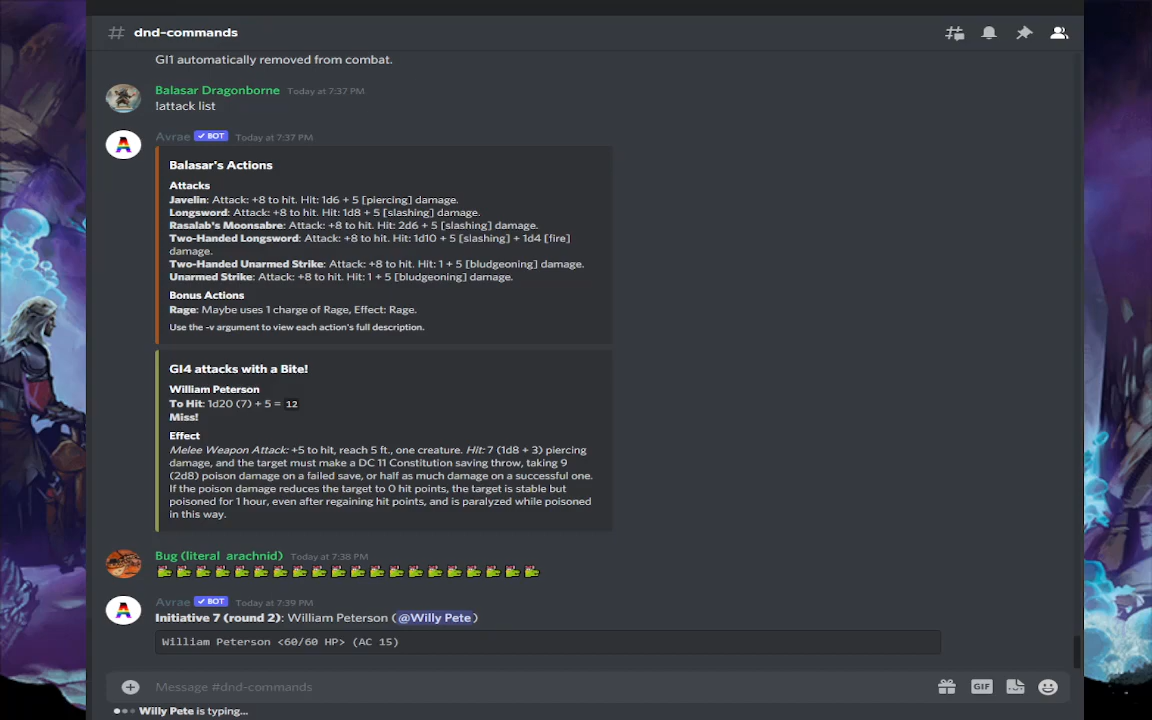 dnd-commands
GI1 automatically removed from combat.
Balasar Dragonborne Today at 7:37 PM
!attack list
Avrae ✓ BOT Today at 7:37 PM
Balasar's Actions
Attacks
Javelin: Attack: +8 to hit. Hit: 1d6 + 5 [piercing] damage.
Longsword: Attack: +8 to hit. Hit: 1d8 + 5 [slashing] damage.
Rasalab's Moonsabre: Attack: +8 to hit. Hit: 2d6 + 5 [slashing] damage.
Two-Handed Longsword: Attack: +8 to hit. Hit: 1d10 + 5 [slashing] + 1d4 [fire]
damage.
Two-Handed Unarmed Strike: Attack: +8 to hit. Hit: 1 + 5 [bludgeoning] damage.
Unarmed Strike: Attack: +8 to hit. Hit: 1 + 5 [bludgeoning] damage.
Bonus Actions
Rage: Maybe uses 1 charge of Rage, Effect: Rage.
Use the -v argument to view each action's full description.
GI4 attacks with a Bite!
William Peterson
To Hit: 1d20 (7) + 5 = 12
Miss!
Effect
Melee Weapon Attack: +5 to hit, reach 5 ft., one creature. Hit: 7 (1d8 + 3) piercing
damage, and the target must make a DC 11 Constitution saving throw, taking 9
(2d8) poison damage on a failed save, or half as much damage on a successful one.
If the poison damage reduces the target to 0 hit points, the target is stable but
poisoned for 1 hour, even after regaining hit points, and is paralyzed while poisoned
in this way.
Bug (literal arachnid) Today at 7:38 PM
Avrae ✓ BOT Today at 7:39 PM
Initiative 7 (round 2): William Peterson (@Willy Pete)
William Peterson <60/60 HP> (AC 15)
Message #dnd-commands
GIF
Willy Pete is typing...